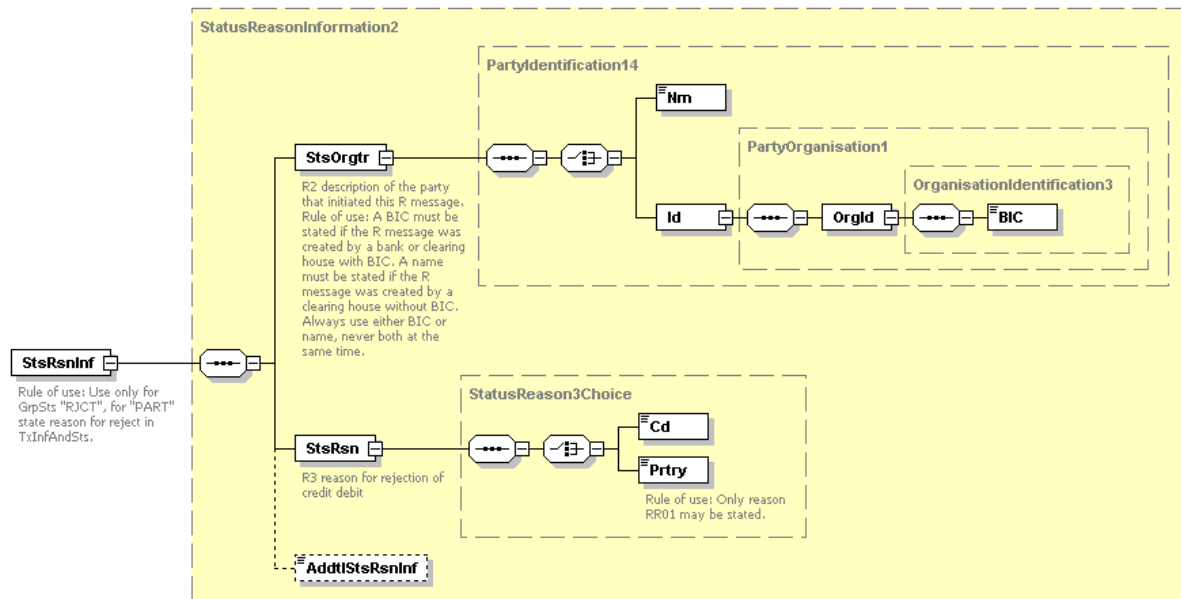 StatusReasonInformation2
PartyIdentification14
Nm
PartyOrganisation1
OrganisationIdentification3
StsOrgtr
Id
OrgId
BIC
R2 description of the party
that initiated this R message.
Rule of use: A BIC must be
stated if the R message was
created by a bank or clearing
house with BIC. A name
must be stated if the R
message was created by a
clearing house without BIC.
Always use either BIC or
name, never both at the
same time.
StsRsnInf
Rule of use: Use only for
GrpSts "RJCT", for "PART"
state reason for reject in
TxInfAndSts.
StatusReason3Choice
Cd
StsRsn
Prtry
R3 reason for rejection of
credit debit
Rule of use: Only reason
RR01 may be stated.
AddtlStsRsnInf